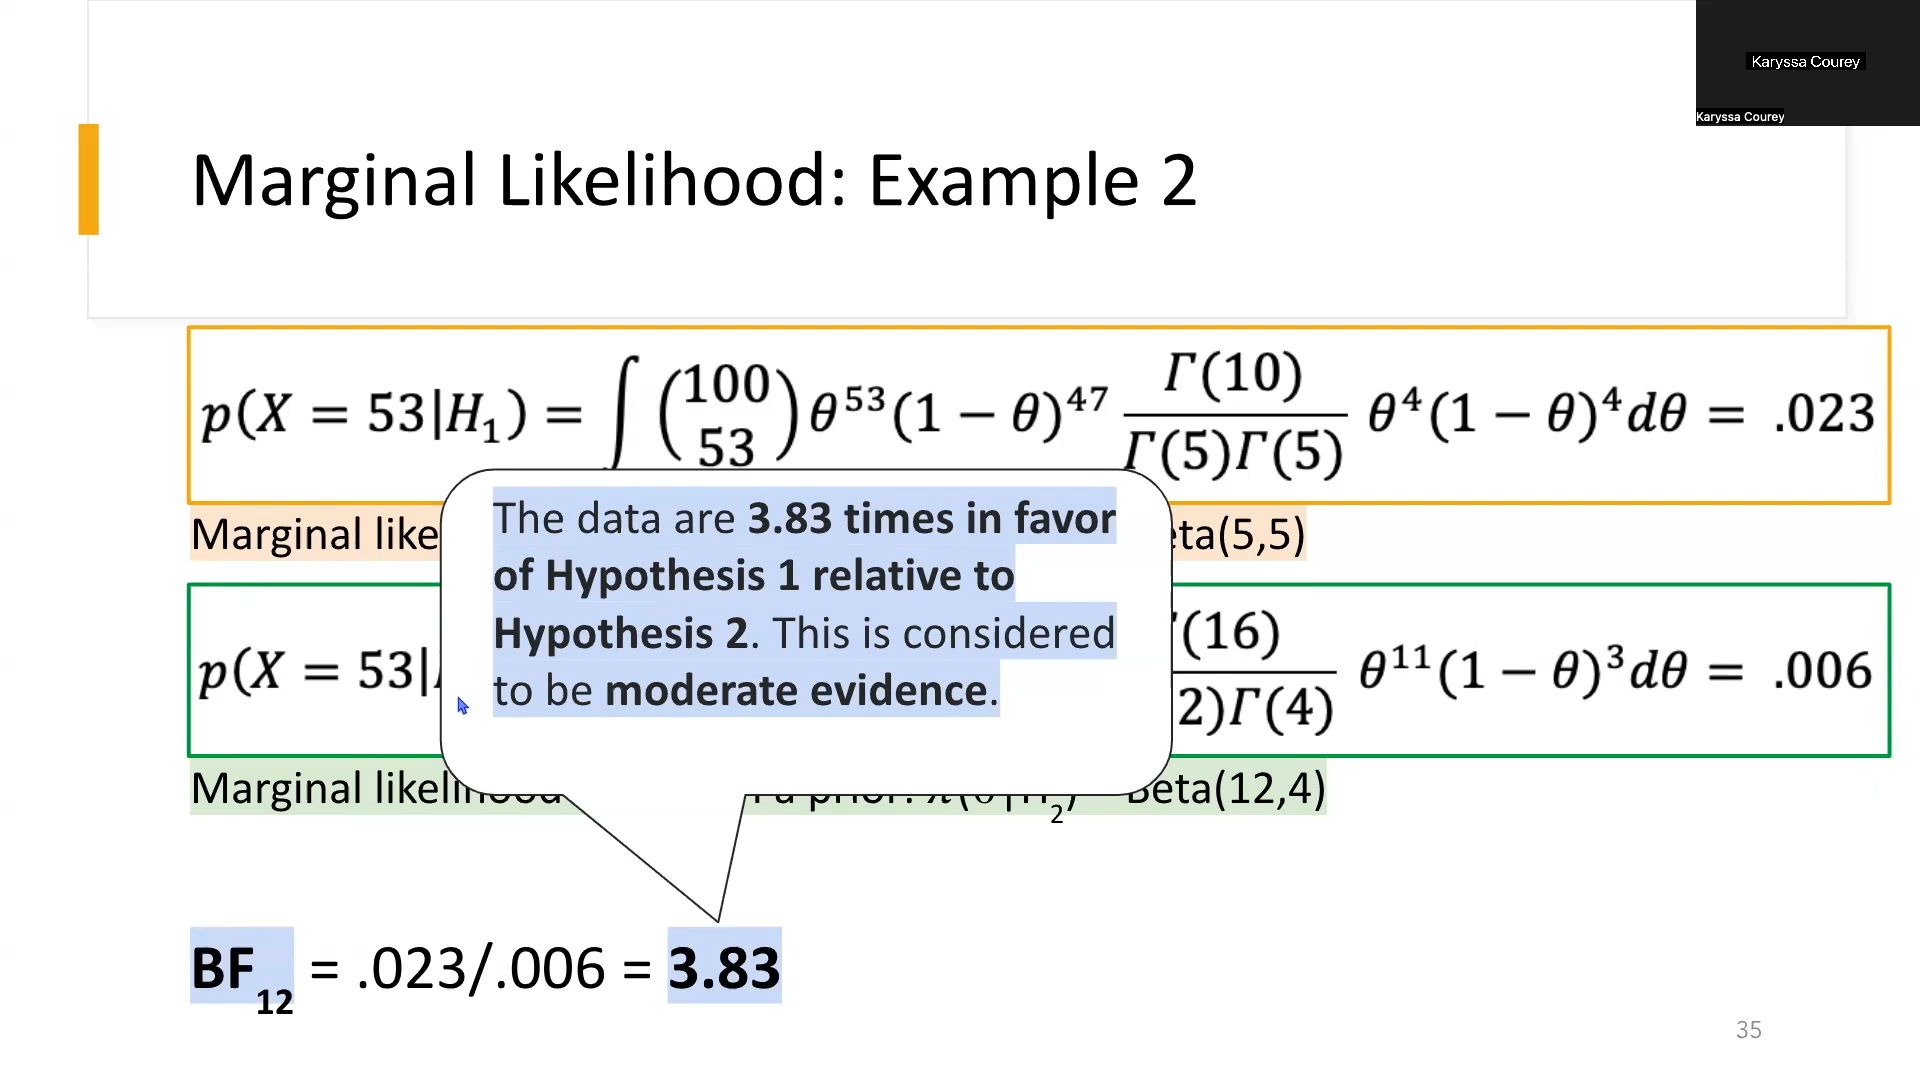 Karyssa Courey
Karyssa Courey
Marginal Likelihood: Example 2
p(X = 53|H₁) = ∫ (100 53) θ⁵³(1 − θ)⁴⁷ Γ(10) / Γ(5)Γ(5) θ⁴(1 − θ)⁴dθ = .023
Marginal like eta(5,5)
The data are 3.83 times in favor
of Hypothesis 1 relative to
Hypothesis 2. This is considered
to be moderate evidence.
p(X = 53| (16) / 2)Γ(4) θ¹¹(1 − θ)³dθ = .006
Marginal likelihood prior: (θ|H₂) Beta(12,4)
BF₁₂ = .023/.006 = 3.83
35